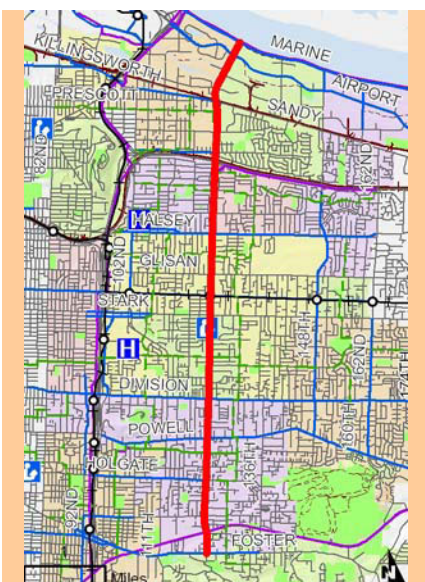 MARINE
KILLINGSWORTH
AIRPORT
PRESCOTT
SANDY
82ND
162ND
H
HALSEY
102ND
GLISAN
STARK
148TH
H
162ND
174TH
DIVISION
POWELL
160TH
136TH
HOLGATE
92ND
111TH
FOSTER
Miles
N